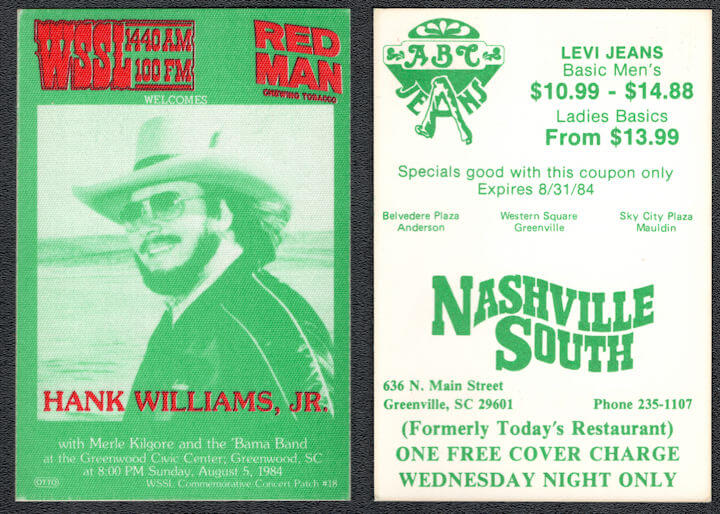 WSSL 1440 AM
100 FM
RED
MAN
CHEWING TOBACCO
WELCOMES
HANK WILLIAMS, JR.
with Merle Kilgore and the 'Bama Band
at the Greenwood Civic Center; Greenwood, SC
at 8:00 PM Sunday, August 5, 1984
OTTO
WSSL Commemorative Concert Patch #18
ABC
JEANS
LEVI JEANS
Basic Men's
$10.99 - $14.88
Ladies Basics
From $13.99
Specials good with this coupon only
Expires 8/31/84
Belvedere Plaza
Anderson
Western Square
Greenville
Sky City Plaza
Mauldin
NASHVILLE
SOUTH
636 N. Main Street
Greenville, SC 29601
Phone 235-1107
(Formerly Today's Restaurant)
ONE FREE COVER CHARGE
WEDNESDAY NIGHT ONLY